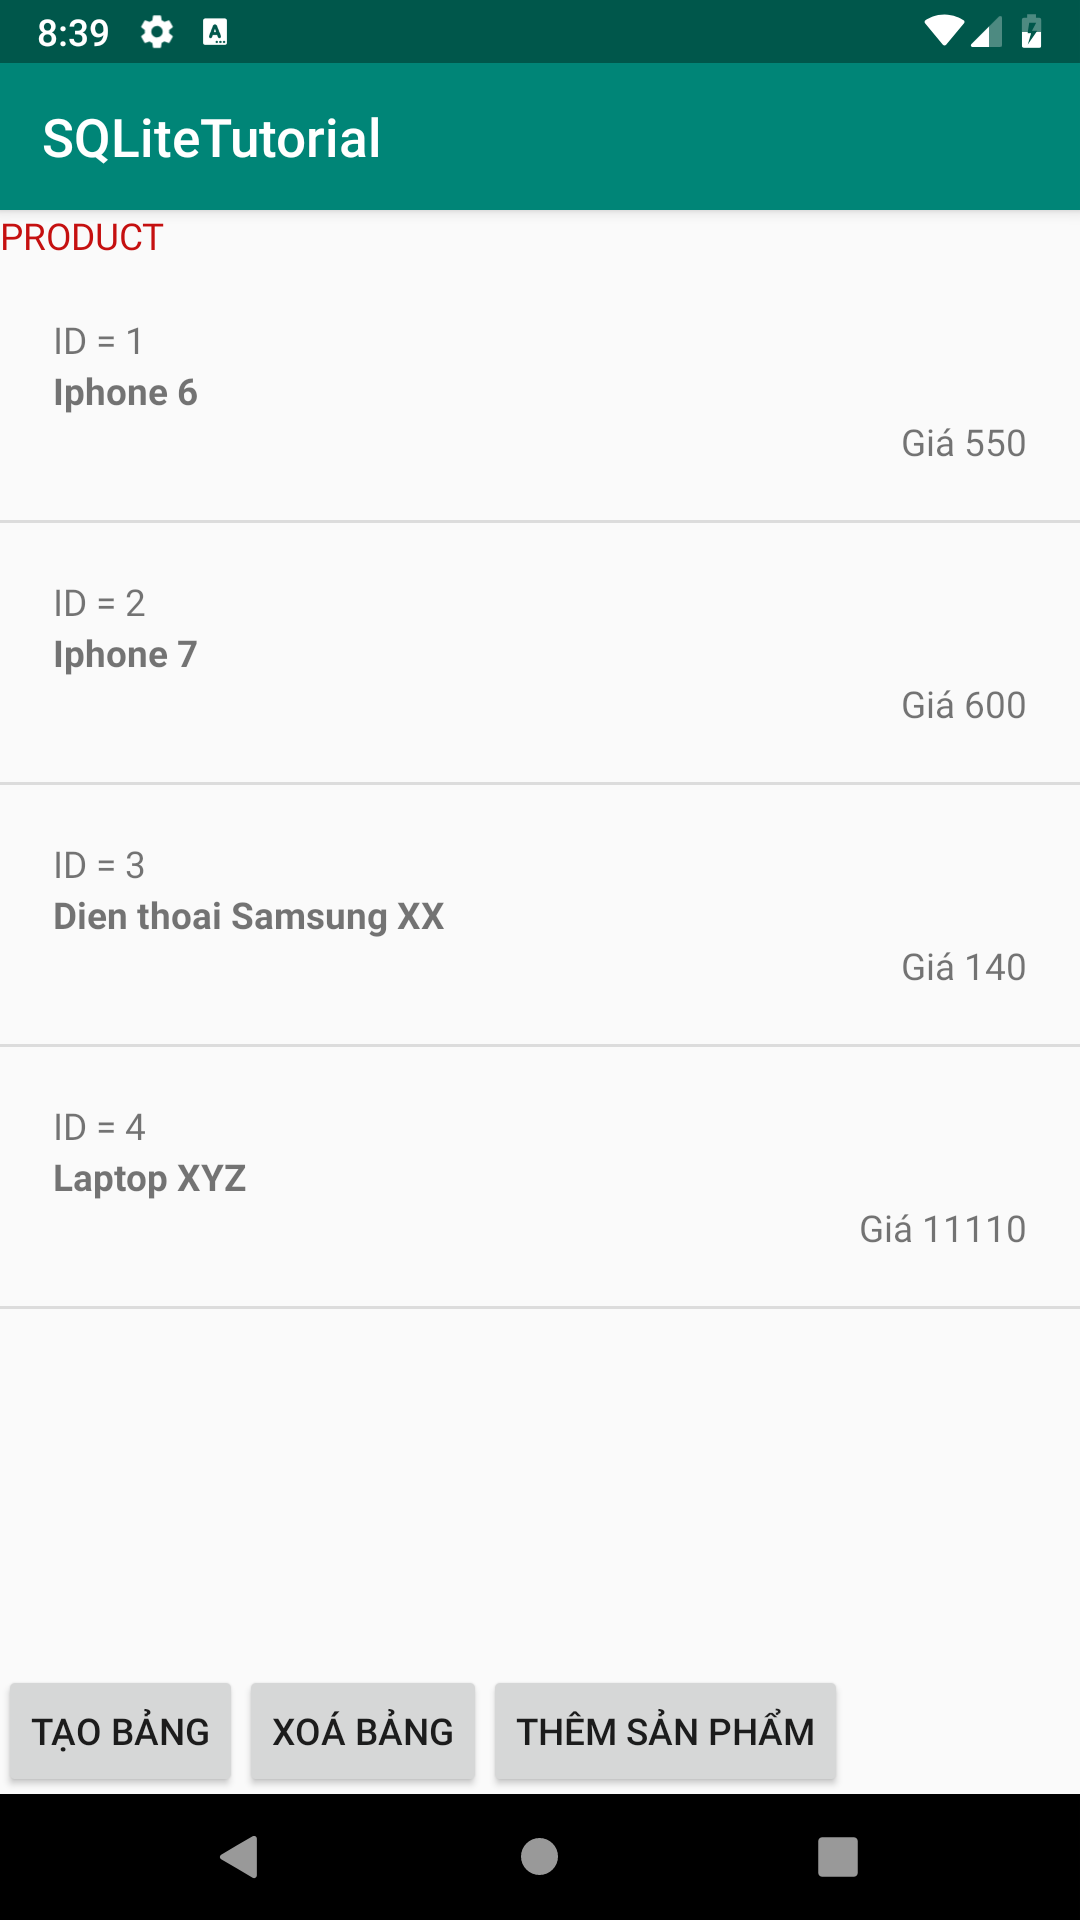 8:39
SQLiteTutorial
PRODUCT
ID = 1
Iphone 6
Giá 550
ID = 2
Iphone 7
Giá 600
ID = 3
Dien thoai Samsung XX
Giá 140
ID = 4
Laptop XYZ
Giá 11110
TẠO BẢNG XOÁ BẢNG THÊM SẢN PHẨM